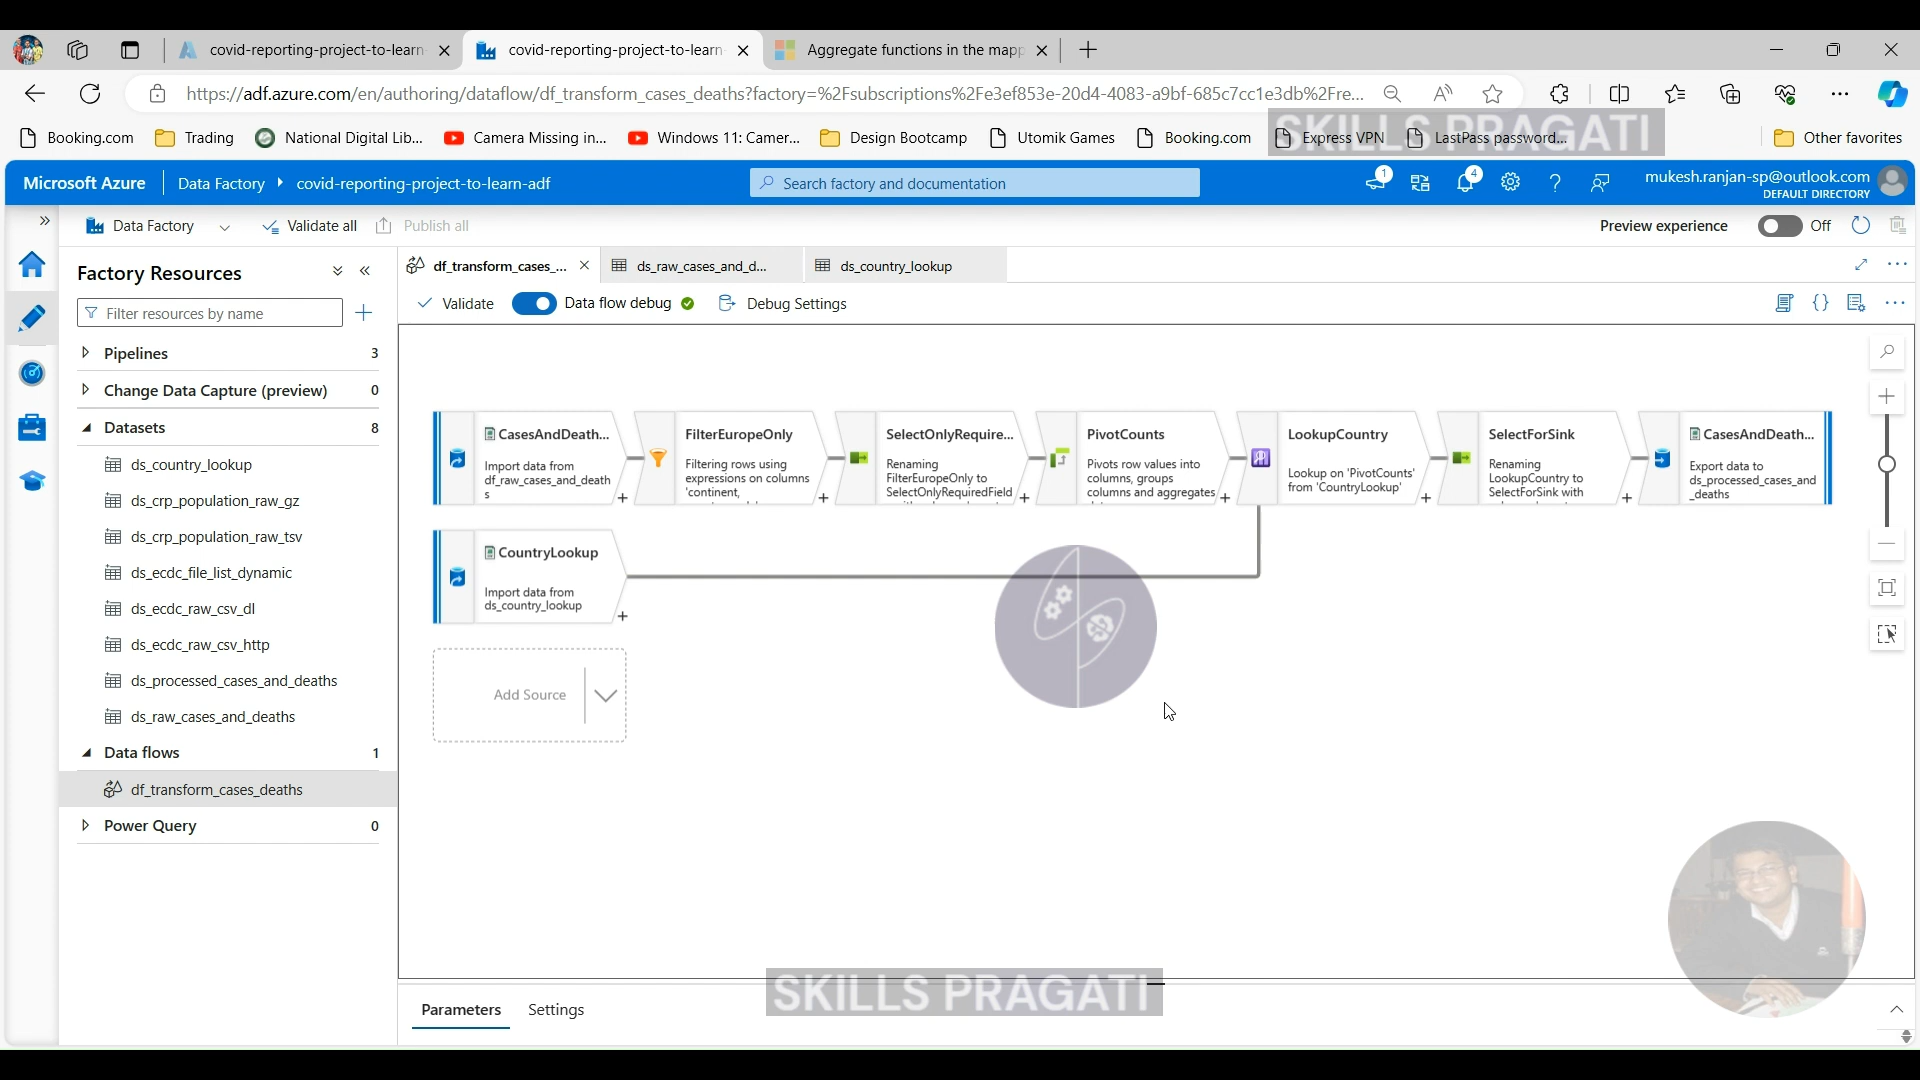 covid-reporting-project-to-learn-
covid-reporting-project-to-learn-
Aggregate functions in the mapp
https://adf.azure.com/en/authoring/dataflow/df_transform_cases_deaths?factory=%2Fsubscriptions%2Fe3ef853e-20d4-4083-a9bf-685c7cc1e3db%2Fre...
Booking.com
Trading
National Digital Lib...
Camera Missing in...
Windows 11: Camer...
Design Bootcamp
Utomik Games
Booking.com
Express VPN
LastPass password...
Other favorites
SKILLS PRAGATI
Microsoft Azure
Data Factory
covid-reporting-project-to-learn-adf
Search factory and documentation
1
4
mukesh.ranjan-sp@outlook.com
DEFAULT DIRECTORY
Data Factory
Validate all
Publish all
Preview experience
Off
Factory Resources
Filter resources by name
Pipelines 3
Change Data Capture (preview) 0
Datasets 8
ds_country_lookup
ds_crp_population_raw_gz
ds_crp_population_raw_tsv
ds_ecdc_file_list_dynamic
ds_ecdc_raw_csv_dl
ds_ecdc_raw_csv_http
ds_processed_cases_and_deaths
ds_raw_cases_and_deaths
Data flows 1
df_transform_cases_deaths
Power Query 0
df_transform_cases_...
ds_raw_cases_and_d...
ds_country_lookup
Validate
Data flow debug
Debug Settings
CasesAndDeath...
Import data from
df_raw_cases_and_death
s
FilterEuropeOnly
Filtering rows using
expressions on columns
'continent,
SelectOnlyRequire...
Renaming
FilterEuropeOnly to
SelectOnlyRequiredField
PivotCounts
Pivots row values into
columns, groups
columns and aggregates
LookupCountry
Lookup on 'PivotCounts'
from 'CountryLookup'
SelectForSink
Renaming
LookupCountry to
SelectForSink with
CasesAndDeath...
Export data to
ds_processed_cases_and
_deaths
CountryLookup
Import data from
ds_country_lookup
Add Source
Parameters
Settings
SKILLS PRAGATI